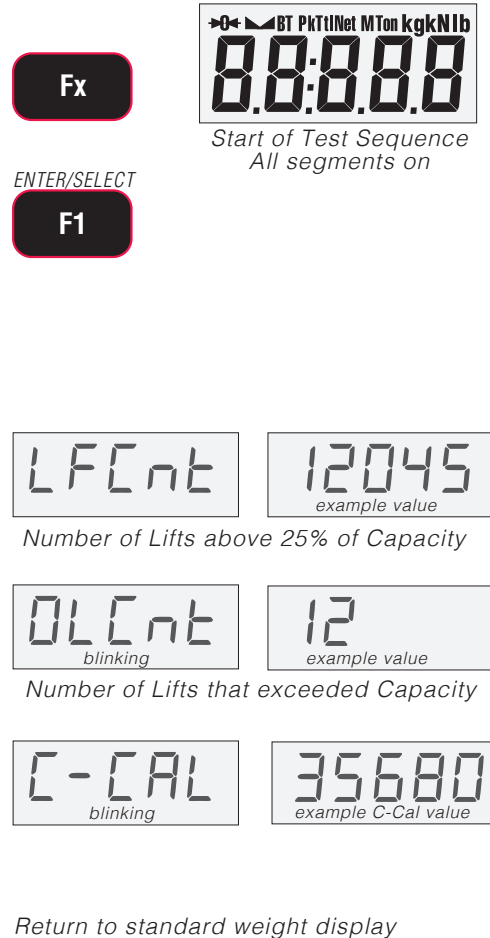 →0← BT PkTtlNet MTon kgkNlb
88:888
Fx
Start of Test Sequence
All segments on
ENTER/SELECT
F1
LFCnt 12045
example value
Number of Lifts above 25% of Capacity
OLCnt 12
blinking example value
Number of Lifts that exceeded Capacity
C-CAL 35680
blinking example C-Cal value
Return to standard weight display